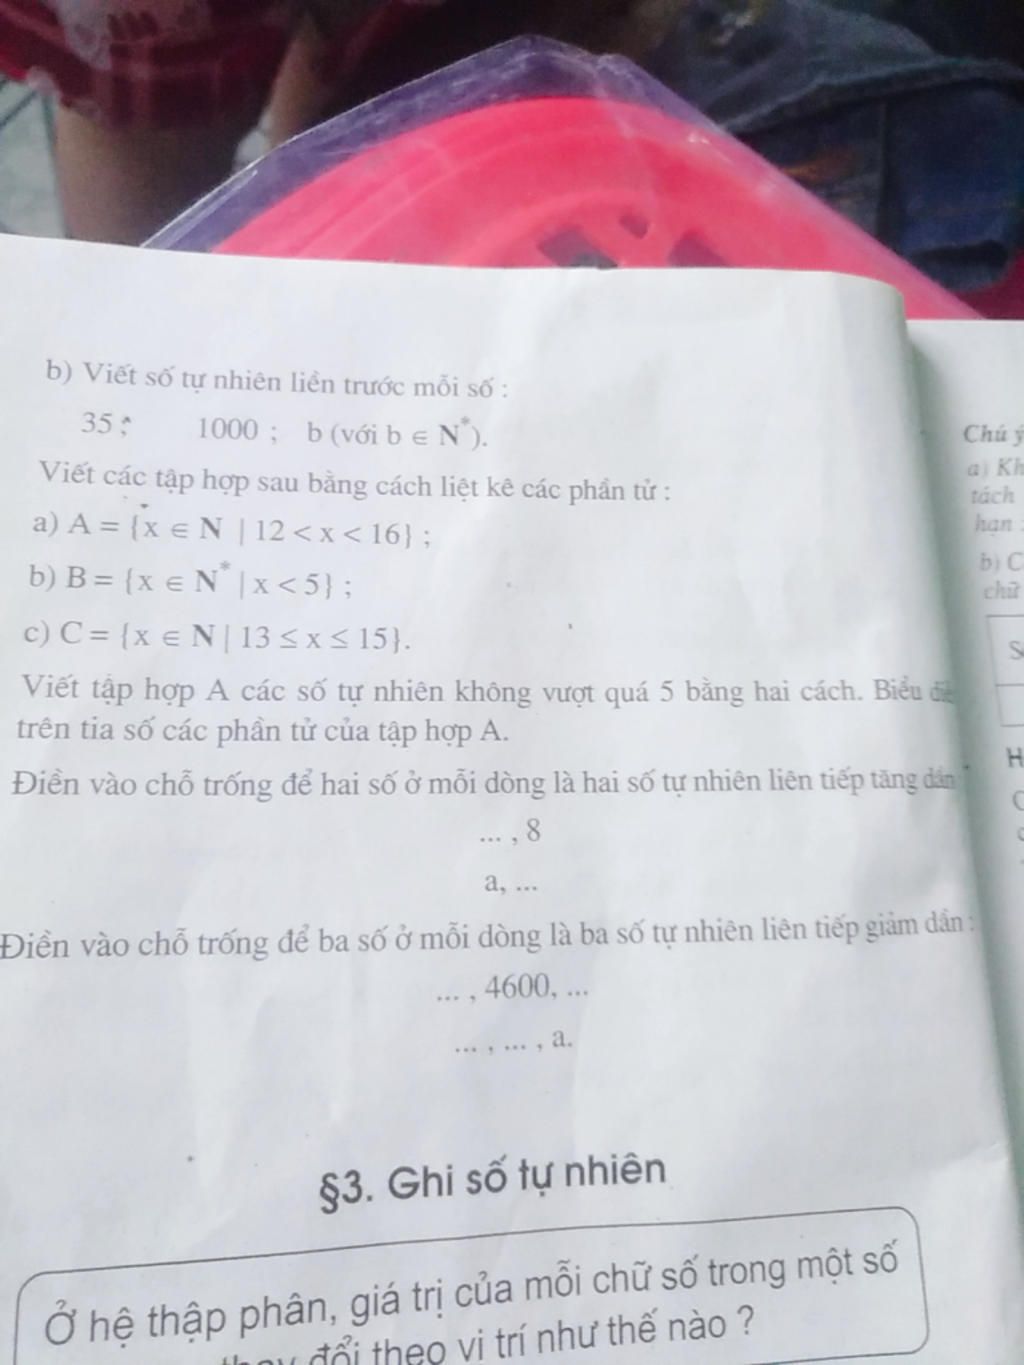 b) Viết số tự nhiên liền trước mỗi số :
35 ; 1000 ; b (với b ∈ N*).
Viết các tập hợp sau bằng cách liệt kê các phần tử :
a) A = {x ∈ N | 12 < x < 16} ;
b) B = {x ∈ N* | x < 5} ;
c) C = {x ∈ N | 13 ≤ x ≤ 15}.
Viết tập hợp A các số tự nhiên không vượt quá 5 bằng hai cách. Biểu
trên tia số các phần tử của tập hợp A.
Điền vào chỗ trống để hai số ở mỗi dòng là hai số tự nhiên liên tiếp tăng dần
... , 8
a, ...
Điền vào chỗ trống để ba số ở mỗi dòng là ba số tự nhiên liên tiếp giảm dần :
... , 4600, ...
... , ... , a.
§3. Ghi số tự nhiên
Ở hệ thập phân, giá trị của mỗi chữ số trong một số
đổi theo vị trí như thế nào ?
Chú ý
a) Kh
tách
hạn :
b) C
chữ